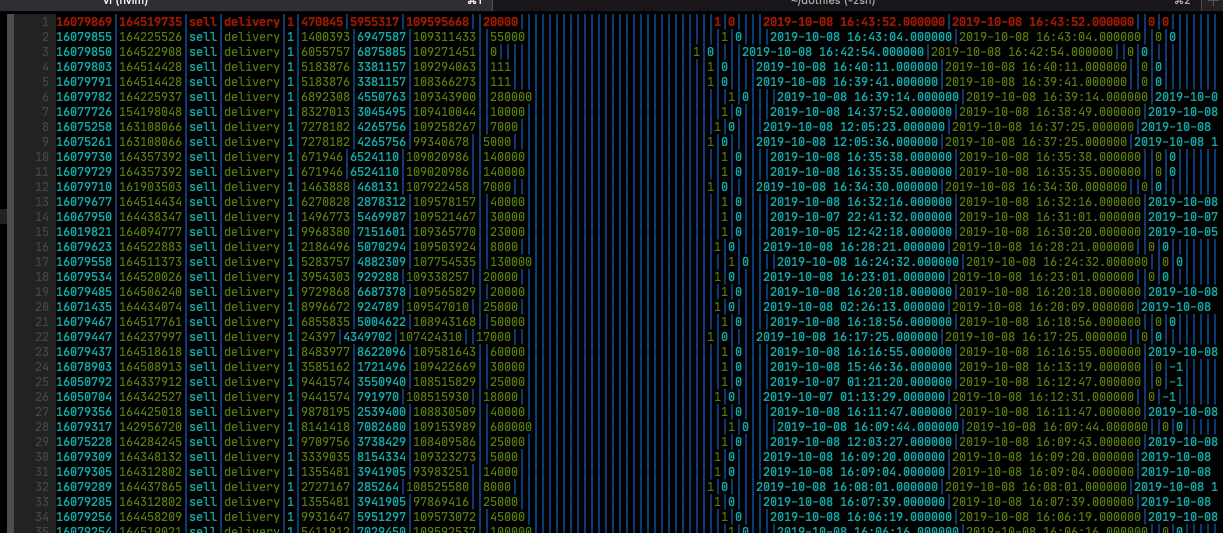 vi (nvim) ⌘1 ~/dotfiles (-zsh) ⌘2
1 16079869|164519735|sell|delivery|1|470845|5955317|109595668||20000 |1|0| 2019-10-08 16:43:52.000000|2019-10-08 16:43:52.000000||0|0
2 16079855|164225526|sell|delivery|1|1400393|6947587|109311433||55000 |1|0| 2019-10-08 16:43:04.000000|2019-10-08 16:43:04.000000||0|0
3 16079850|164522908|sell|delivery|1|6055757|6875885|109271451||0 |1|0| 2019-10-08 16:42:54.000000|2019-10-08 16:42:54.000000||0|0
4 16079803|164514428|sell|delivery|1|5183876|3381157|109294063||111 |1|0| 2019-10-08 16:40:11.000000|2019-10-08 16:40:11.000000||0|0
5 16079791|164514428|sell|delivery|1|5183876|3381157|108366273||111 |1|0| 2019-10-08 16:39:41.000000|2019-10-08 16:39:41.000000||0|0
6 16079782|164225937|sell|delivery|1|6892308|4550763|109343900||280000 |1|0| 2019-10-08 16:39:14.000000|2019-10-08 16:39:14.000000|2019-10-0
7 16077726|154198048|sell|delivery|1|8327013|3045495|109410044||10000 |1|0| 2019-10-08 14:37:52.000000|2019-10-08 16:38:49.000000|2019-10-08
8 16075258|163108066|sell|delivery|1|7278182|4265756|109258267||7000 |1|0| 2019-10-08 12:05:23.000000|2019-10-08 16:37:25.000000|2019-10-08
9 16075261|163108066|sell|delivery|1|7278182|4265756|99340678||5000 |1|0| 2019-10-08 12:05:36.000000|2019-10-08 16:37:25.000000|2019-10-08 1
10 16079730|164357392|sell|delivery|1|671946|6524110|109020986||140000 |1|0| 2019-10-08 16:35:38.000000|2019-10-08 16:35:38.000000||0|0
11 16079729|164357392|sell|delivery|1|671946|6524110|109020986||140000 |1|0| 2019-10-08 16:35:35.000000|2019-10-08 16:35:35.000000||0|0
12 16079710|161903503|sell|delivery|1|1463888|468131|107922458||7000 |1|0| 2019-10-08 16:34:30.000000|2019-10-08 16:34:30.000000||0|0
13 16079677|164514434|sell|delivery|1|6270828|2878312|109578157||40000 |1|0| 2019-10-08 16:32:16.000000|2019-10-08 16:32:16.000000|2019-10-08
14 16067950|164438347|sell|delivery|1|1496773|5469987|109521467||30000 |1|0| 2019-10-07 22:41:32.000000|2019-10-08 16:31:01.000000|2019-10-07
15 16019821|164094777|sell|delivery|1|9968380|7151601|109365770||23000 |1|0| 2019-10-05 12:42:18.000000|2019-10-08 16:30:20.000000|2019-10-05
16 16079623|164522883|sell|delivery|1|2186496|5070294|109503924||8000 |1|0| 2019-10-08 16:28:21.000000|2019-10-08 16:28:21.000000||0|0
17 16079558|164511373|sell|delivery|1|5283757|4882309|107754535||130000 |1|0| 2019-10-08 16:24:32.000000|2019-10-08 16:24:32.000000||0|0
18 16079534|164520026|sell|delivery|1|3954303|929288|109338257||20000 |1|0| 2019-10-08 16:23:01.000000|2019-10-08 16:23:01.000000||0|0
19 16079485|164506240|sell|delivery|1|9729868|6687378|109565829||20000 |1|0| 2019-10-08 16:20:18.000000|2019-10-08 16:20:18.000000|2019-10-08
20 16071435|164434074|sell|delivery|1|8996672|924789|109547010||25000 |1|0| 2019-10-08 02:26:13.000000|2019-10-08 16:20:09.000000|2019-10-08
21 16079467|164517761|sell|delivery|1|6855835|5004622|108943168||50000 |1|0| 2019-10-08 16:18:56.000000|2019-10-08 16:18:56.000000||0|0
22 16079447|164237997|sell|delivery|1|24397|4349702|107424310||17000 |1|0| 2019-10-08 16:17:25.000000|2019-10-08 16:17:25.000000||0|0
23 16079437|164518618|sell|delivery|1|8483977|8622096|109581643||60000 |1|0| 2019-10-08 16:16:55.000000|2019-10-08 16:16:55.000000|2019-10-08
24 16078903|164508913|sell|delivery|1|3585162|1721496|109422669||30000 |1|0| 2019-10-08 15:46:36.000000|2019-10-08 16:13:19.000000||0|-1
25 16050792|164337912|sell|delivery|1|9441574|3550940|108515829||25000 |1|0| 2019-10-07 01:21:20.000000|2019-10-08 16:12:47.000000||0|-1
26 16050704|164342527|sell|delivery|1|9441574|791970|108515930||18000 |1|0| 2019-10-07 01:13:29.000000|2019-10-08 16:12:31.000000||0|-1
27 16079356|164425018|sell|delivery|1|9878195|2539400|108830509||40000 |1|0| 2019-10-08 16:11:47.000000|2019-10-08 16:11:47.000000|2019-10-08
28 16079317|142956720|sell|delivery|1|8141418|7082680|109153989||600000 |1|0| 2019-10-08 16:09:44.000000|2019-10-08 16:09:44.000000||0|0
29 16075228|164284245|sell|delivery|1|9709756|3738429|108409586||25000 |1|0| 2019-10-08 12:03:27.000000|2019-10-08 16:09:43.000000|2019-10-08
30 16079309|164348132|sell|delivery|1|3339035|8154334|109323273||5000 |1|0| 2019-10-08 16:09:20.000000|2019-10-08 16:09:20.000000|2019-10-08
31 16079305|164312802|sell|delivery|1|1355481|3941905|93983251||14000 |1|0| 2019-10-08 16:09:04.000000|2019-10-08 16:09:04.000000|2019-10-08
32 16079289|164437865|sell|delivery|1|2727167|285264|108525580||8000 |1|0| 2019-10-08 16:08:01.000000|2019-10-08 16:08:01.000000|2019-10-08 1
33 16079285|164312802|sell|delivery|1|1355481|3941905|97869416||25000 |1|0| 2019-10-08 16:07:39.000000|2019-10-08 16:07:39.000000|2019-10-08
34 16079256|164458209|sell|delivery|1|9931647|5951297|109573072||45000 |1|0| 2019-10-08 16:06:19.000000|2019-10-08 16:06:19.000000|2019-10-08
35 16079254|164519021|sell|delivery|1| |1|0| 2019-10-08 16:06:16.000000|2019-10-08 16:06:16.000000|2019-10-08